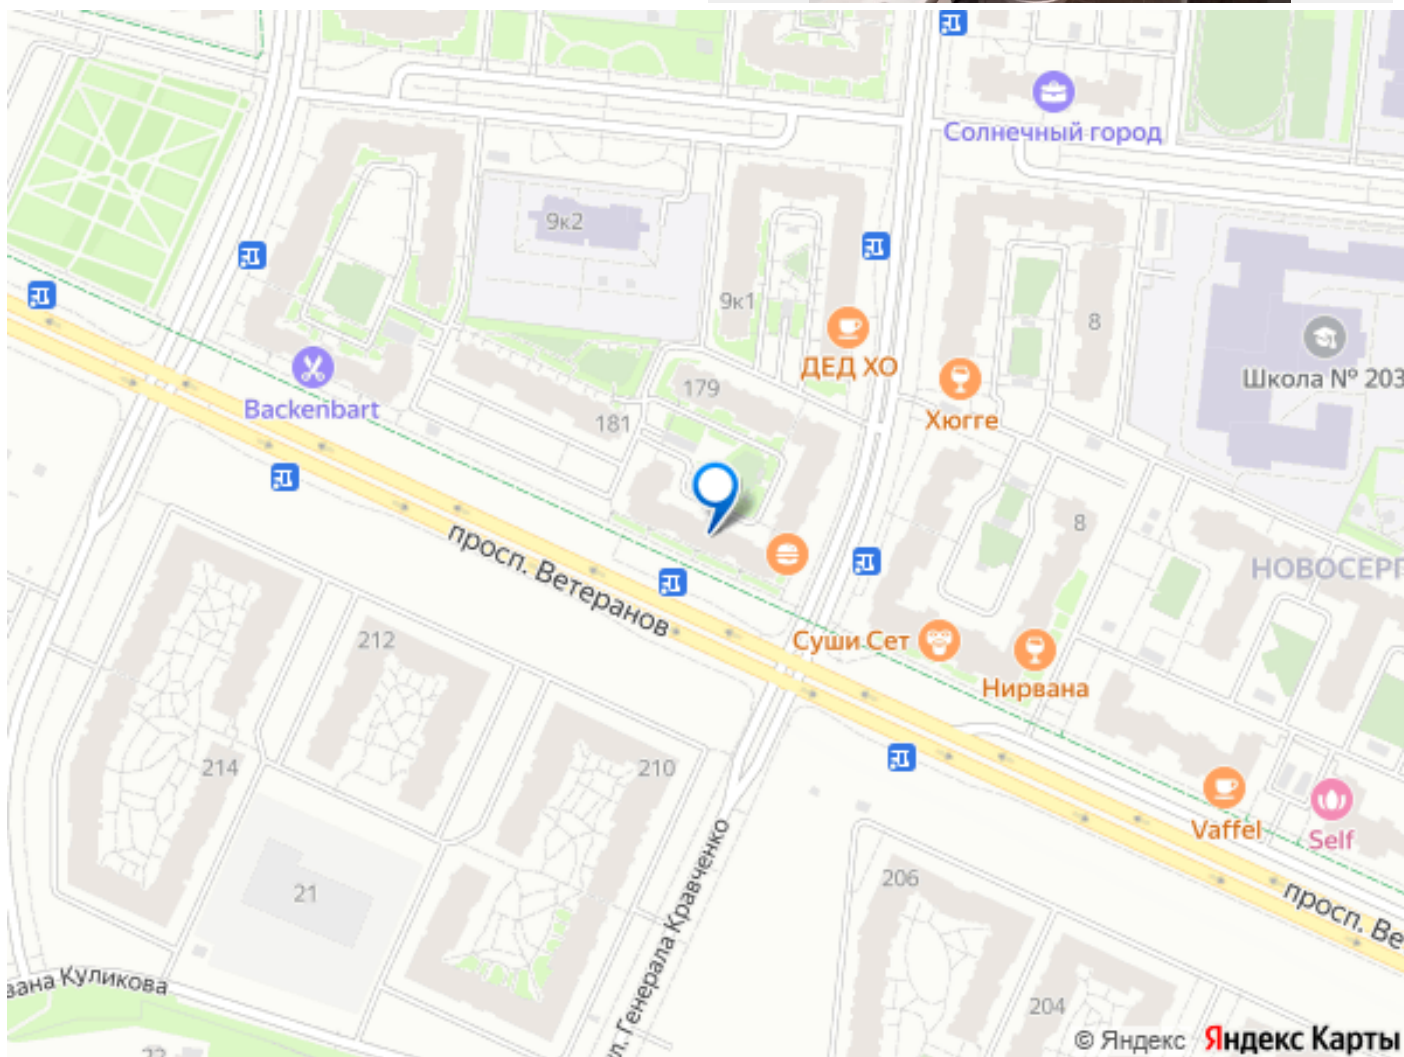 Солнечный город
9к2
9к1
ДЕД ХО
8
Школа № 203
Хюгге
Backenbart
179
181
8
НОВОСЕРГ
просп. Ветеранов
Суши Сет
Нирвана
212
214
210
Vaffel
Self
21
206
просп. Ве
л. Генерала Кравченко
вана Куликова
204
© Яндекс Яндекс Карты